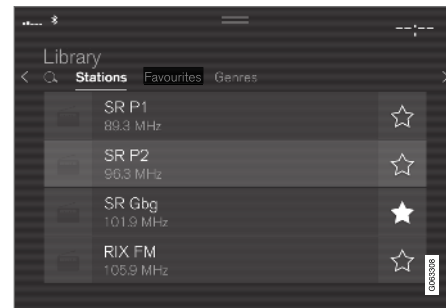 --:--
Library
Stations Favourites Genres
SR P1
89.3 MHz
SR P2
96.3 MHz
SR Gbg
101.9 MHz
RIX FM
105.9 MHz
G063308